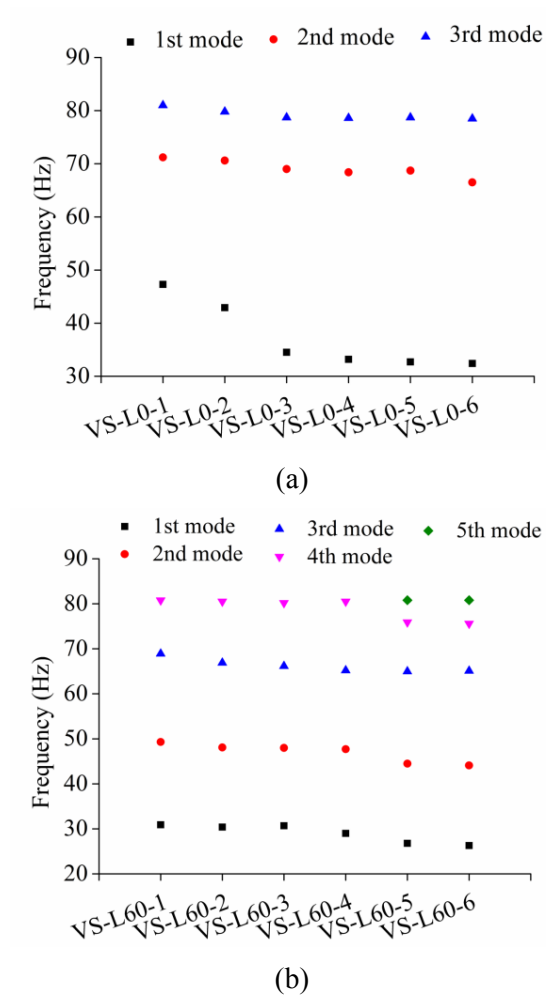 1st mode 2nd mode 3rd mode
90
80
70
60
50
40
30
Frequency (Hz)
VS-L0-1 VS-L0-2 VS-L0-3 VS-L0-4 VS-L0-5 VS-L0-6
(a)
1st mode 3rd mode 5th mode
2nd mode 4th mode
90
80
70
60
50
40
30
20
Frequency (Hz)
VS-L60-1 VS-L60-2 VS-L60-3 VS-L60-4 VS-L60-5 VS-L60-6
(b)